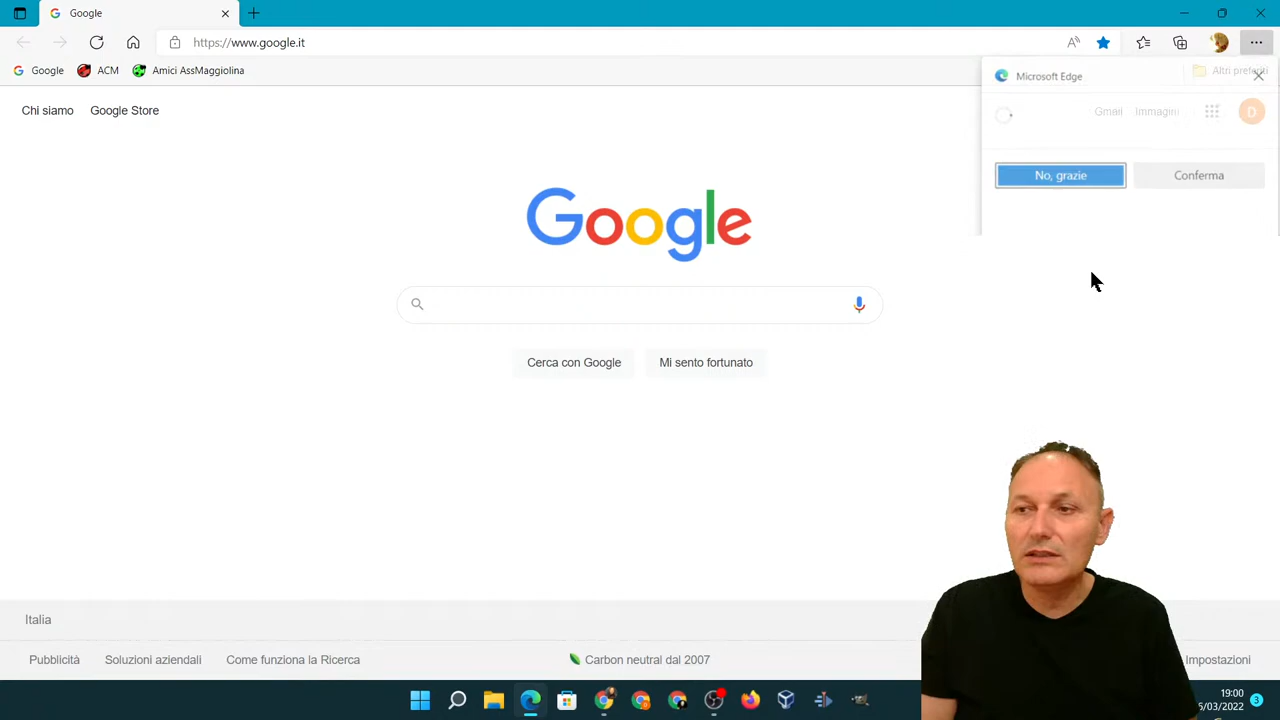 Google
https://www.google.it
Google ACM Amici AssMaggiolina Altri preferiti
Microsoft Edge
Chi siamo Google Store Gmail Immagini D
No, grazie Conferma
Google
Cerca con Google Mi sento fortunato
Italia
Pubblicità Soluzioni aziendali Come funziona la Ricerca Carbon neutral dal 2007 Impostazioni
19:00
5/03/2022 3